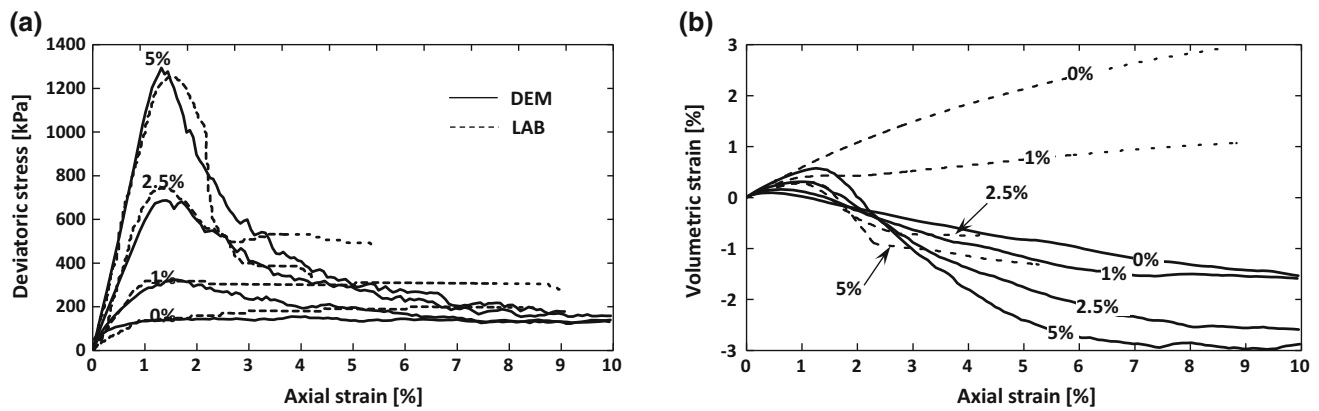 (a)
1400
1200
1000
800
600
400
200
0
Deviatoric stress [kPa]
5%
2.5%
1%
0%
DEM
LAB
0 1 2 3 4 5 6 7 8 9 10
Axial strain [%]
(b)
3
2
1
0
-1
-2
-3
Volumetric strain [%]
0%
1%
2.5%
5%
0%
1%
2.5%
5%
0 1 2 3 4 5 6 7 8 9 10
Axial strain [%]